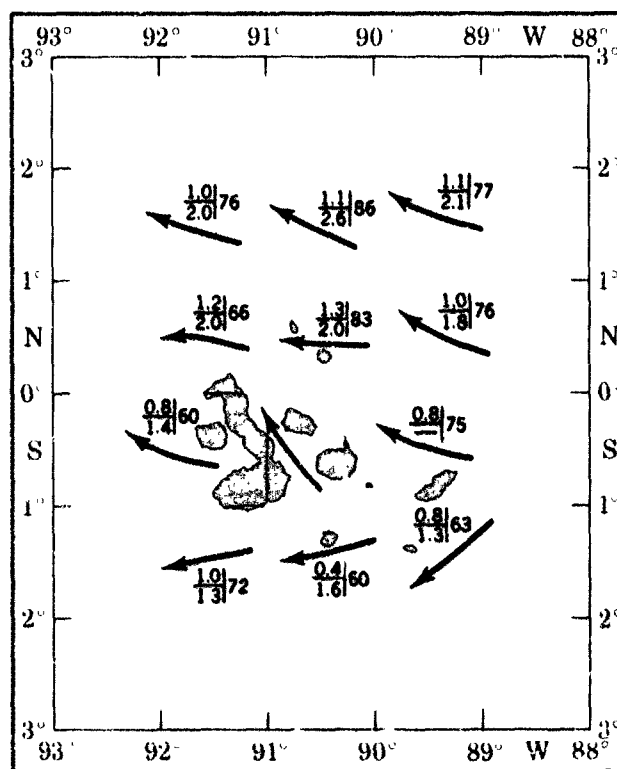 93° 92° 91° 90° 89° W 88°
3° 3°
2° 2°
1.0/2.0|76 1.1/2.6|86 1.1/2.1|77
1° 1°
1.2/2.0|66 1.3/2.0|83 1.0/1.8|76
N N
0° 0°
0.8/1.4|60 0.8/—|75
S S
1° 1°
0.8/1.3|63
1.0/1.3|72 0.4/1.6|60
2° 2°
3° 3°
93° 92° 91° 90° 89° W 88°